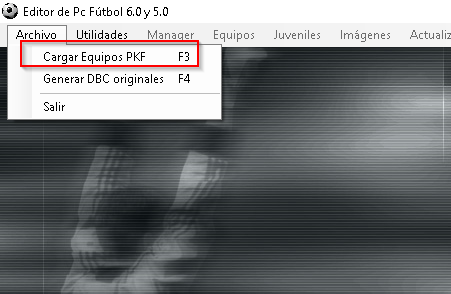 Editor de Pc Fútbol 6.0 y 5.0
Archivo Utilidades Manager Equipos Juveniles Imágenes Actualiz
Cargar Equipos PKF F3
Generar DBC originales F4
Salir